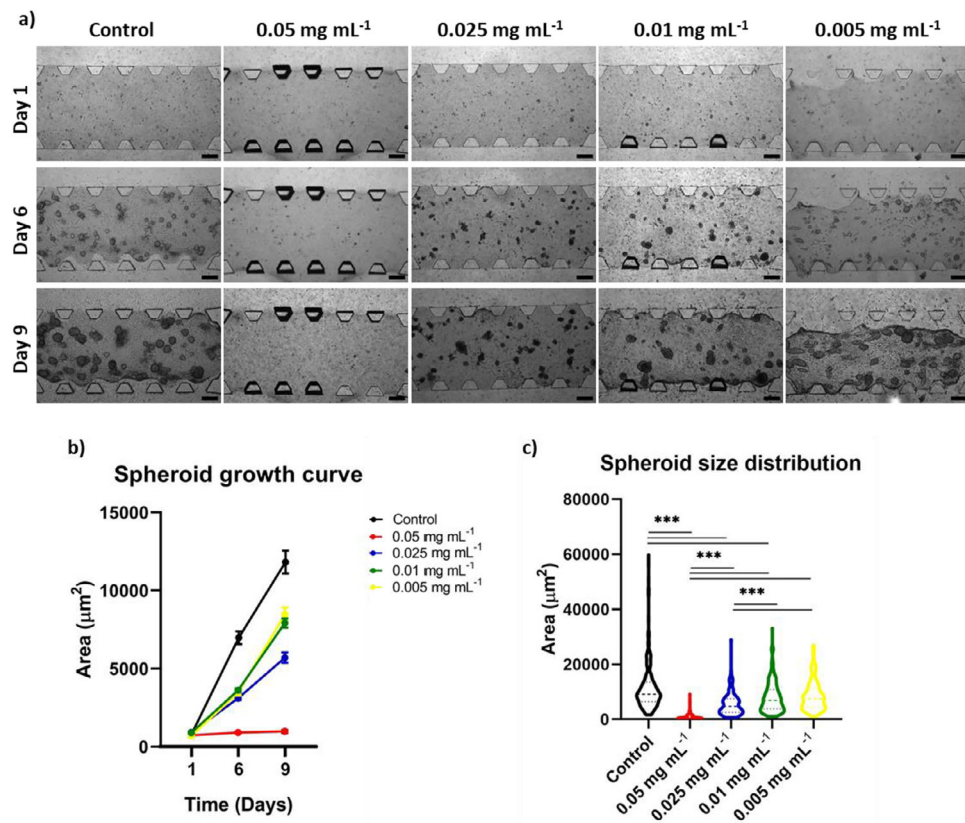 a)
Control 0.05 mg mL⁻¹ 0.025 mg mL⁻¹ 0.01 mg mL⁻¹ 0.005 mg mL⁻¹
Day 1
Day 6
Day 9
b)
Spheroid growth curve
Area (μm²)
15000
10000
5000
0
1 6 9
Time (Days)
Control
0.05 mg mL⁻¹
0.025 mg mL⁻¹
0.01 mg mL⁻¹
0.005 mg mL⁻¹
c)
Spheroid size distribution
Area (μm²)
80000
60000
40000
20000
0
***
***
***
Control
0.05 mg mL⁻¹
0.025 mg mL⁻¹
0.01 mg mL⁻¹
0.005 mg mL⁻¹